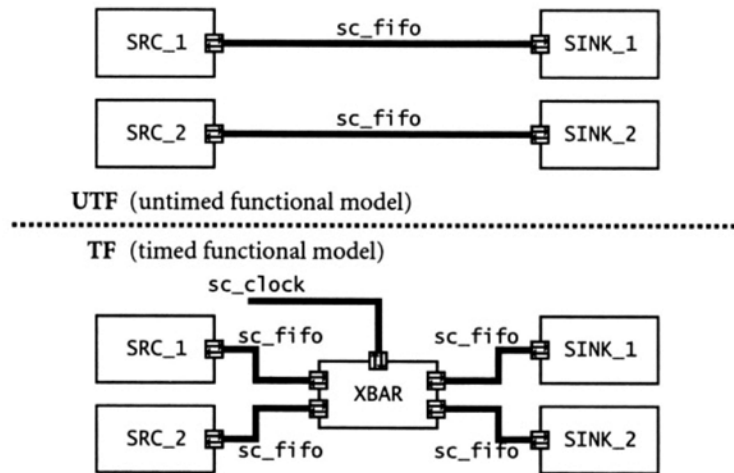 SRC_1
sc_fifo
SINK_1
SRC_2
sc_fifo
SINK_2
UTF (untimed functional model)
TF (timed functional model)
sc_clock
SRC_1
sc_fifo
sc_fifo
SINK_1
XBAR
SRC_2
sc_fifo
sc_fifo
SINK_2